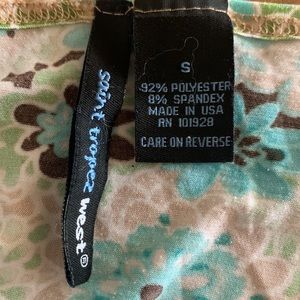 saint tropez west®
S
92% POLYESTER
8% SPANDEX
MADE IN USA
RN 101928
CARE ON REVERSE